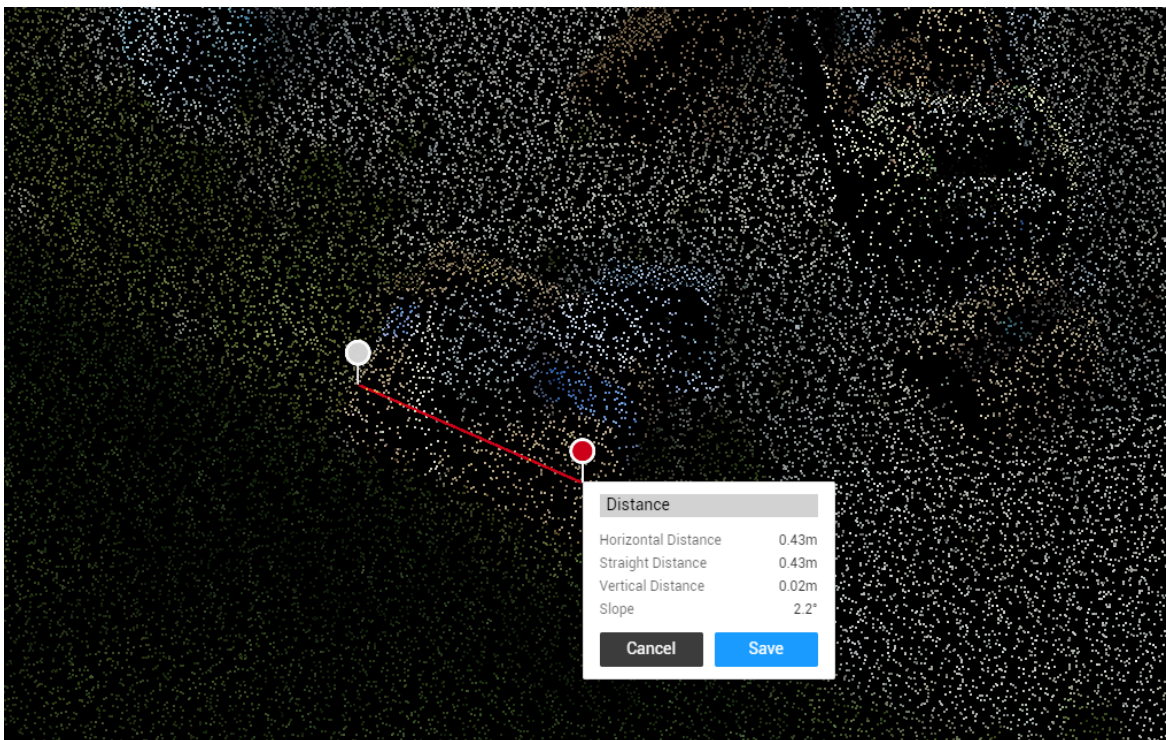 Distance
Horizontal Distance 0.43m
Straight Distance 0.43m
Vertical Distance 0.02m
Slope 2.2°
Cancel Save